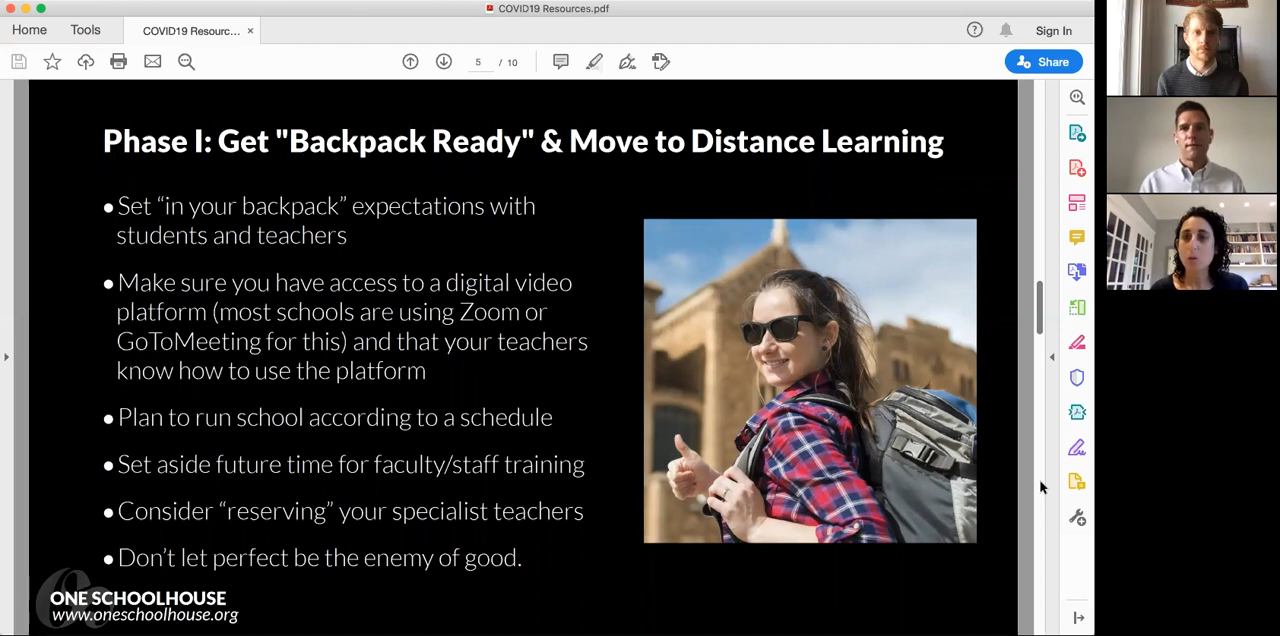 COVID19 Resources.pdf
Home Tools COVID19 Resourc... × Sign In
5 / 10 Share
Phase I: Get "Backpack Ready" & Move to Distance Learning
● Set “in your backpack” expectations with
students and teachers
● Make sure you have access to a digital video
platform (most schools are using Zoom or
GoToMeeting for this) and that your teachers
know how to use the platform
● Plan to run school according to a schedule
● Set aside future time for faculty/staff training
● Consider “reserving” your specialist teachers
● Don’t let perfect be the enemy of good.
ONE SCHOOLHOUSE
www.oneschoolhouse.org